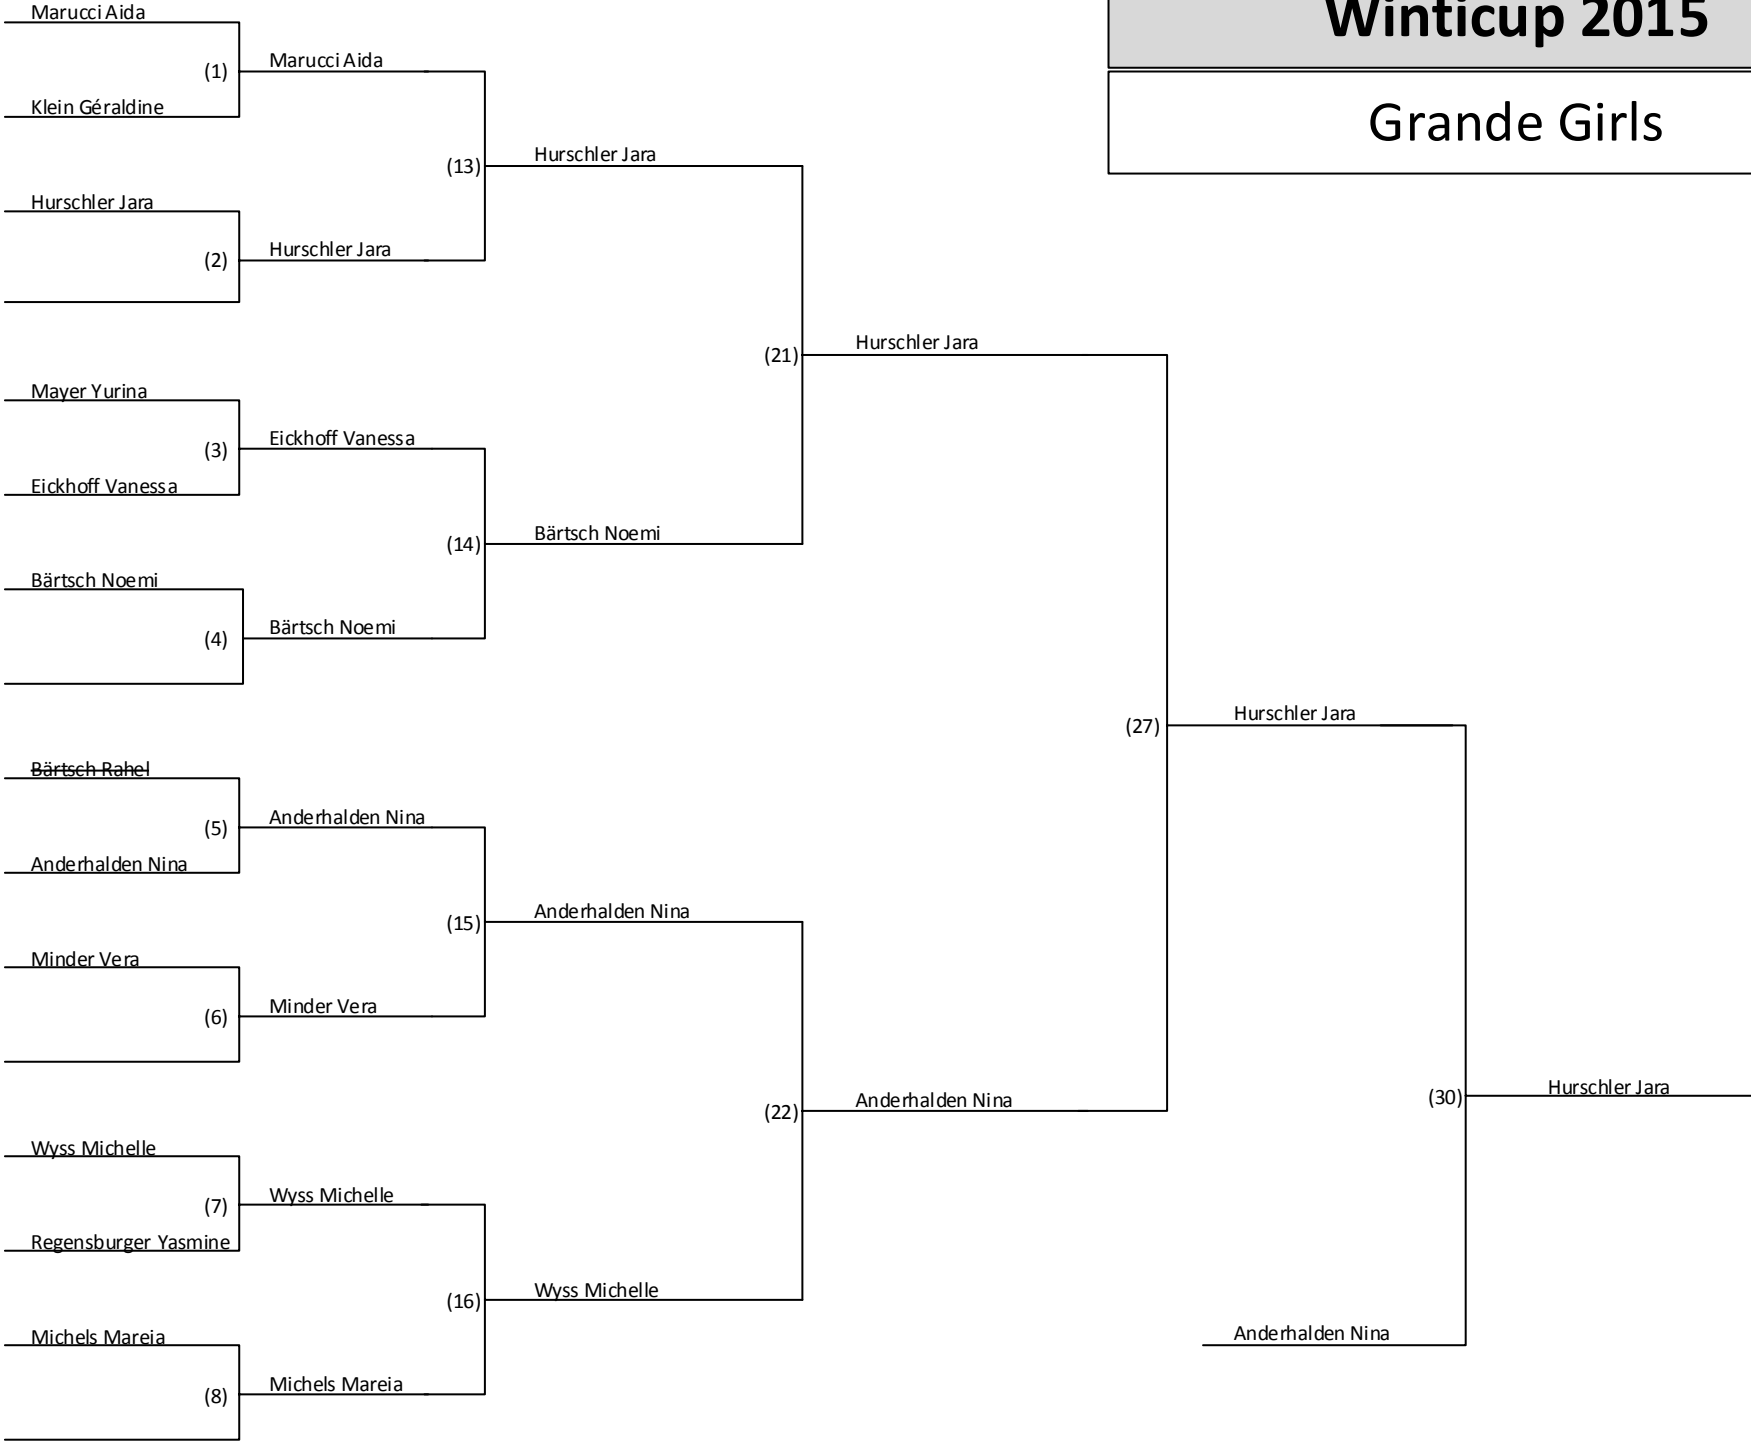 Winticup 2015
Grande Girls
Marucci Aida
(1)
Marucci Aida
Klein Géraldine
(13)
Hurschler Jara
Hurschler Jara
(2)
Hurschler Jara
(21)
Hurschler Jara
Mayer Yurina
(3)
Eickhoff Vanessa
Eickhoff Vanessa
(14)
Bärtsch Noemi
Bärtsch Noemi
(4)
Bärtsch Noemi
(27)
Hurschler Jara
Bärtsch Rahel
(5)
Anderhalden Nina
Anderhalden Nina
(15)
Anderhalden Nina
Minder Vera
(6)
Minder Vera
(22)
Anderhalden Nina
(30)
Hurschler Jara
Wyss Michelle
(7)
Wyss Michelle
Regensburger Yasmine
(16)
Wyss Michelle
Anderhalden Nina
Michels Mareia
(8)
Michels Mareia